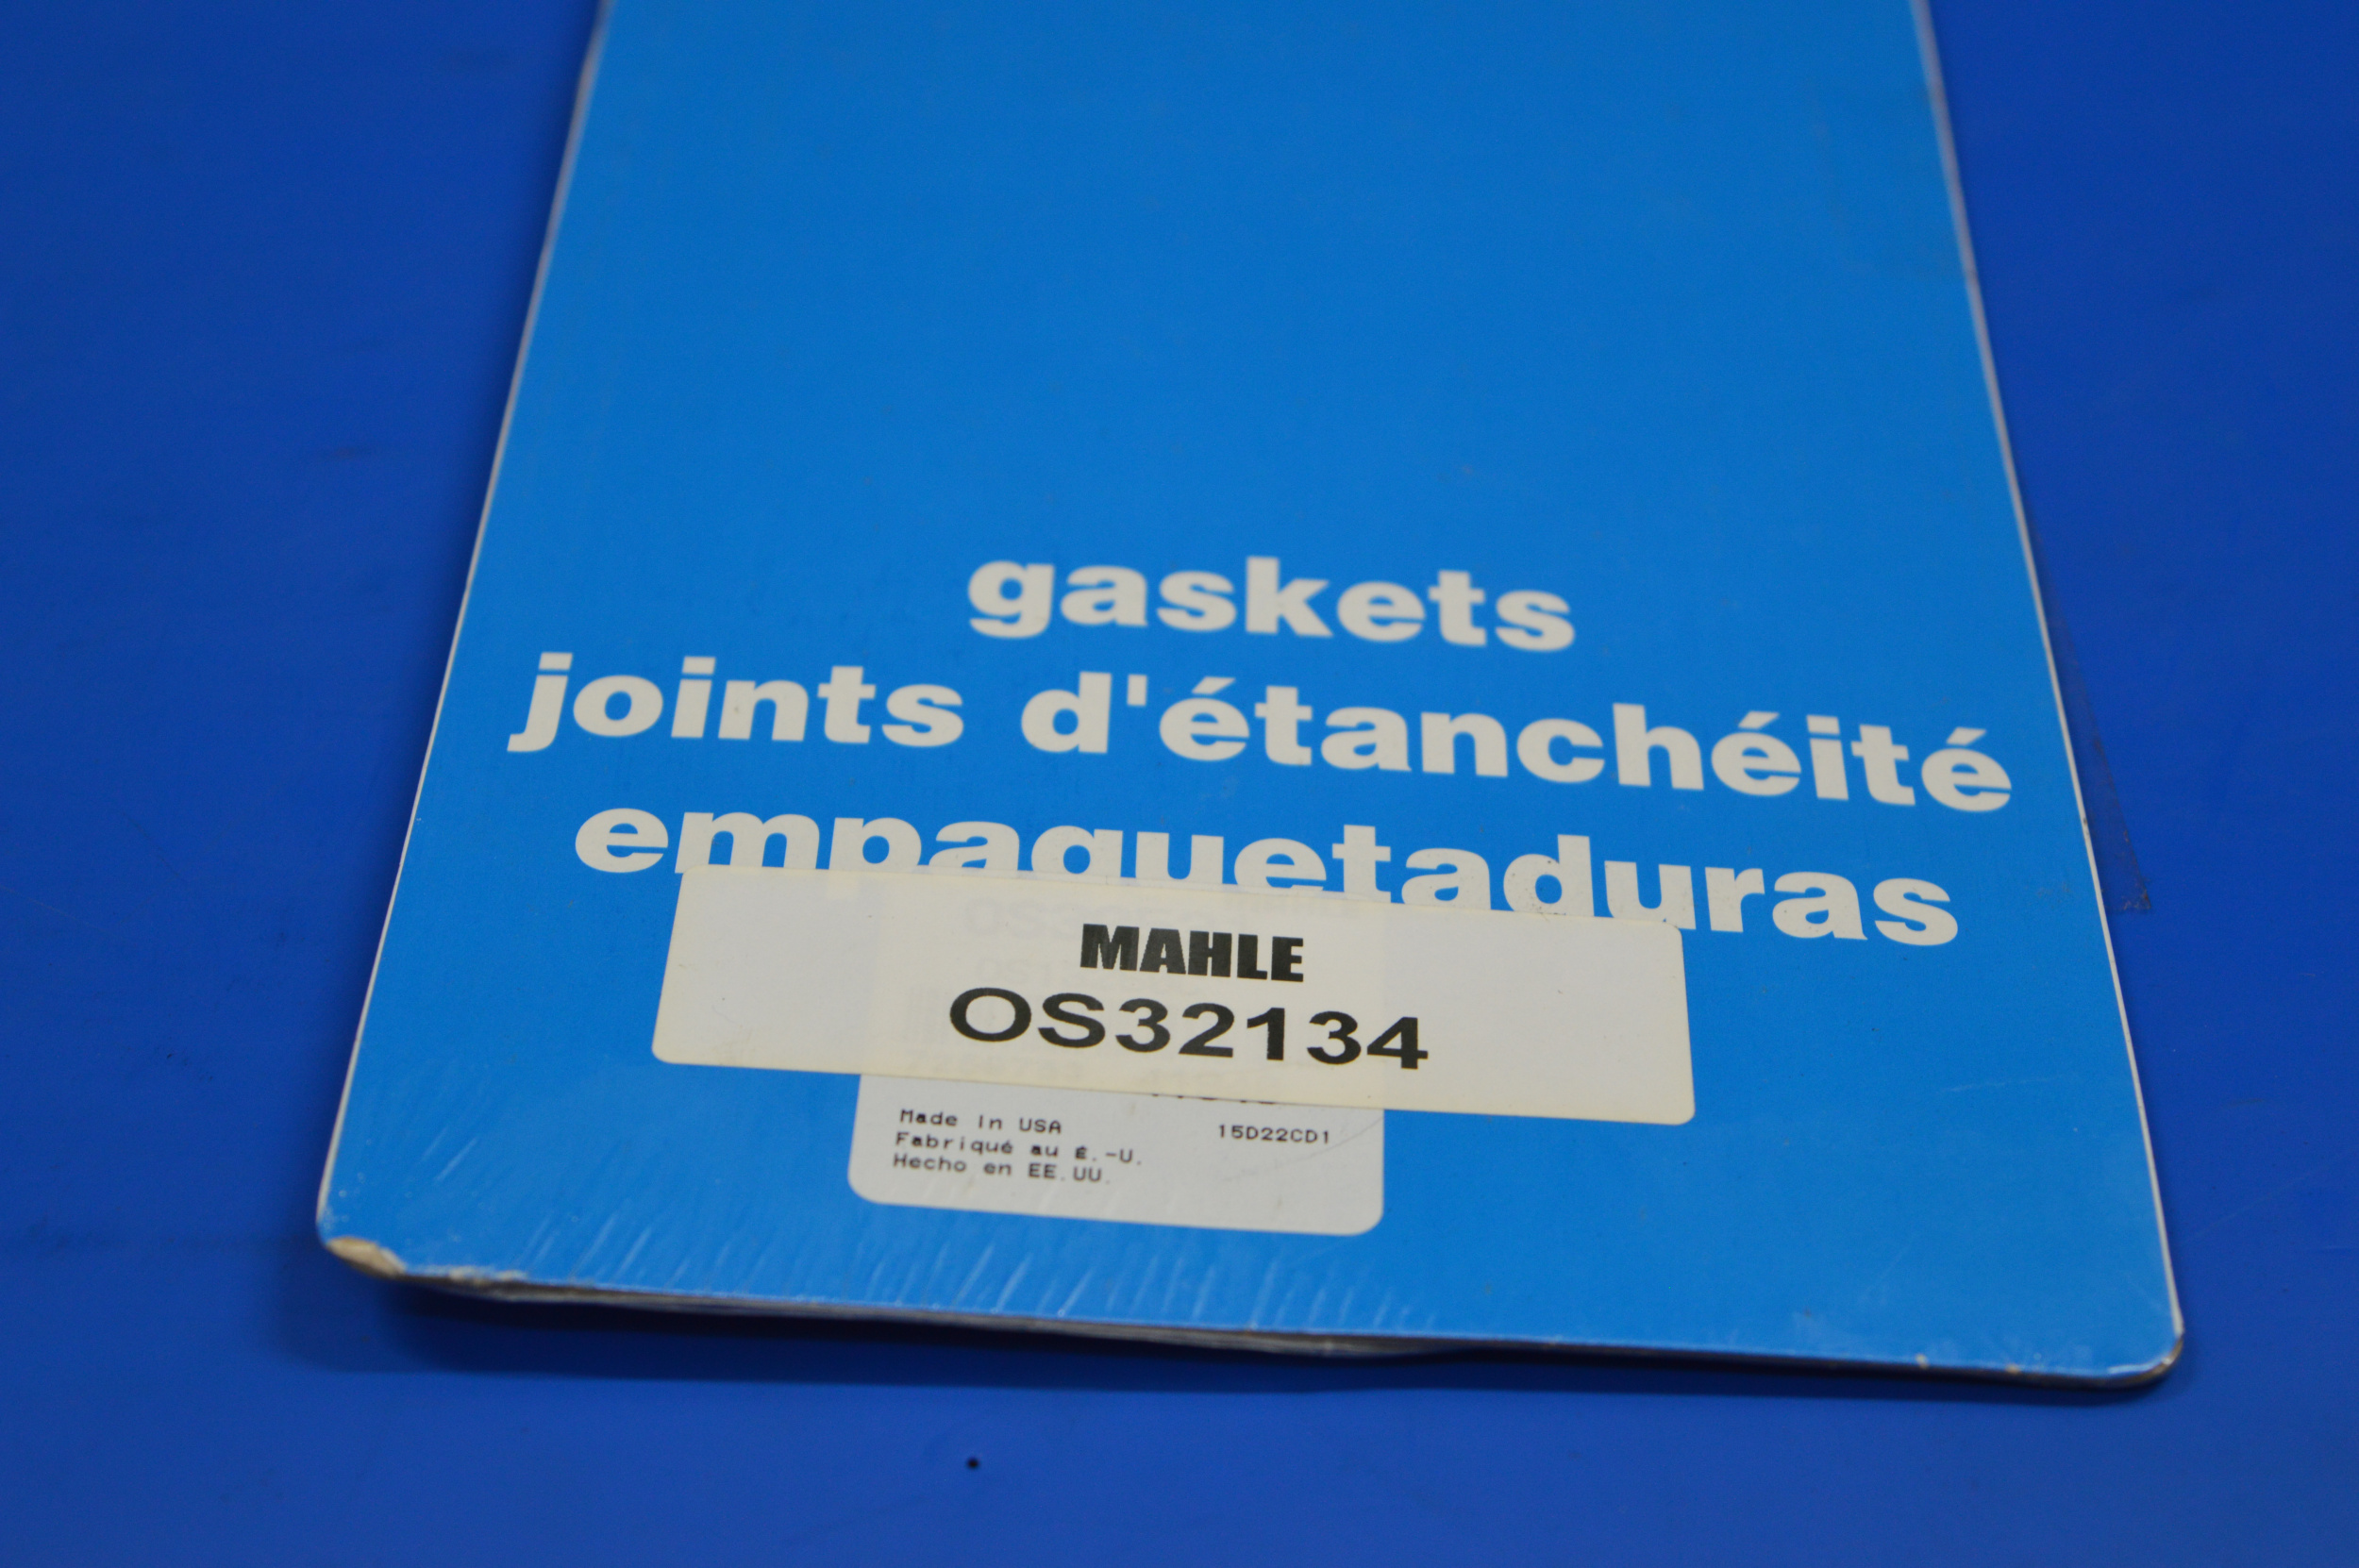 gaskets
joints d'étanchéité
empaquetaduras
MAHLE
OS32134
Made In USA 15D22CD1
Fabriqué au É.-U.
Hecho en EE.UU.